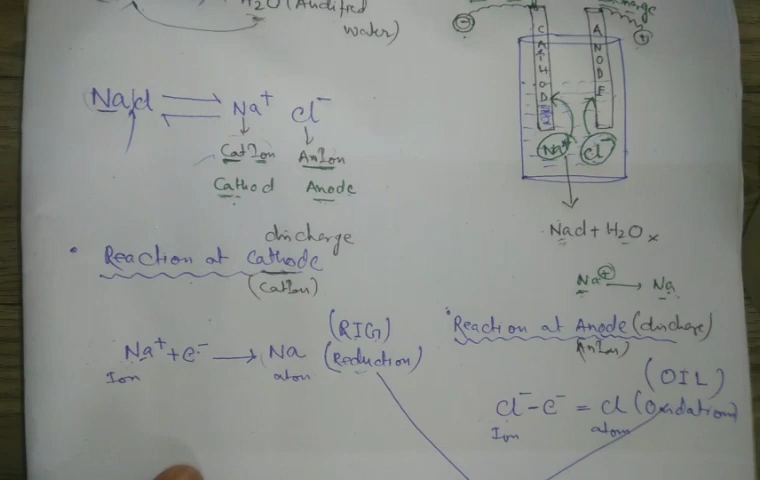 H2O (Acidified
water)
NaCl ⇌ Na+ Cl-
CatIon AnIon
Cathod Anode
CATHODE
ANODE
Na+ Cl-
NaCl + H2O x
Na+ → Na
discharge
• Reaction at Cathode
(CatIon)
Na+ + e- → Na (Reduction)
(RIG)
Ion atom
• Reaction at Anode (discharge)
(AnIon)
(OIL)
Cl- - e- = Cl (Oxidation)
Ion atom